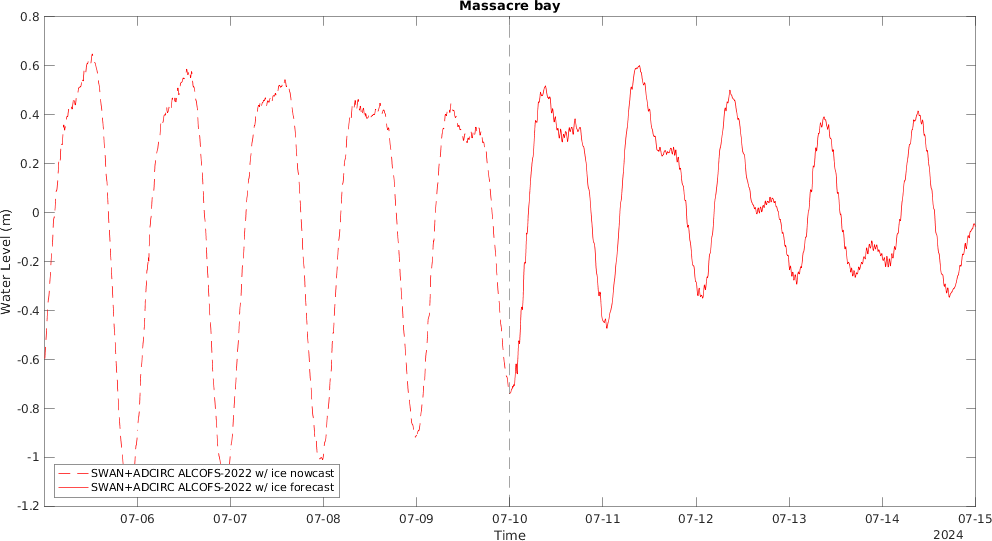 Massacre bay
0.8
0.6
0.4
0.2
0
-0.2
-0.4
-0.6
-0.8
-1
-1.2
Water Level (m)
SWAN+ADCIRC ALCOFS-2022 w/ ice nowcast
SWAN+ADCIRC ALCOFS-2022 w/ ice forecast
07-06 07-07 07-08 07-09 07-10 07-11 07-12 07-13 07-14 07-15
Time
2024